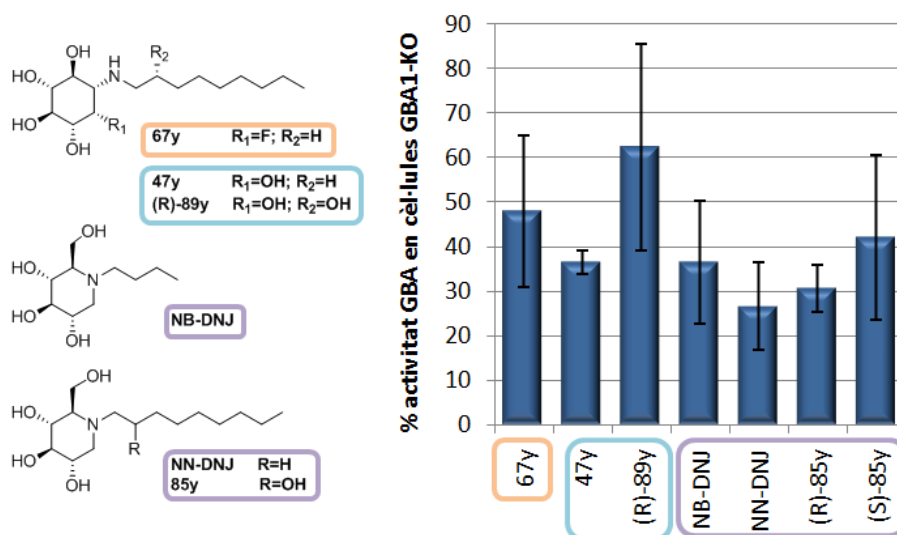 OH
R2
HO
H
N
HO
R1
HO
OH
67y R1=F; R2=H
47y R1=OH; R2=H
(R)-89y R1=OH; R2=OH
OH
HO
N
HO
OH
NB-DNJ
OH
HO
N
HO
R
OH
NN-DNJ R=H
85y R=OH
% activitat GBA en cèl·lules GBA1-KO
90
80
70
60
50
40
30
20
10
0
67y
47y
(R)-89y
NB-DNJ
NN-DNJ
(R)-85y
(S)-85y